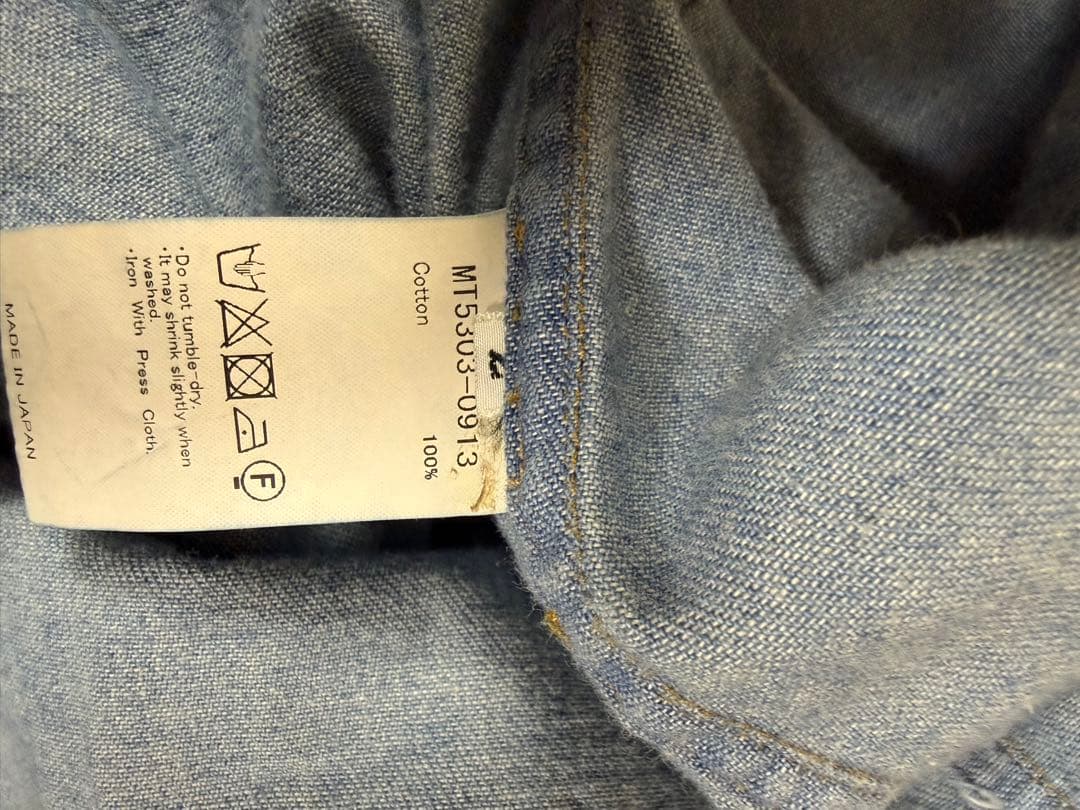 MT5303-0913
Cotton 100%
F
·Do not tumble-dry.
·It may shrink slightly when
washed.
·Iron With Press Cloth.
MADE IN JAPAN